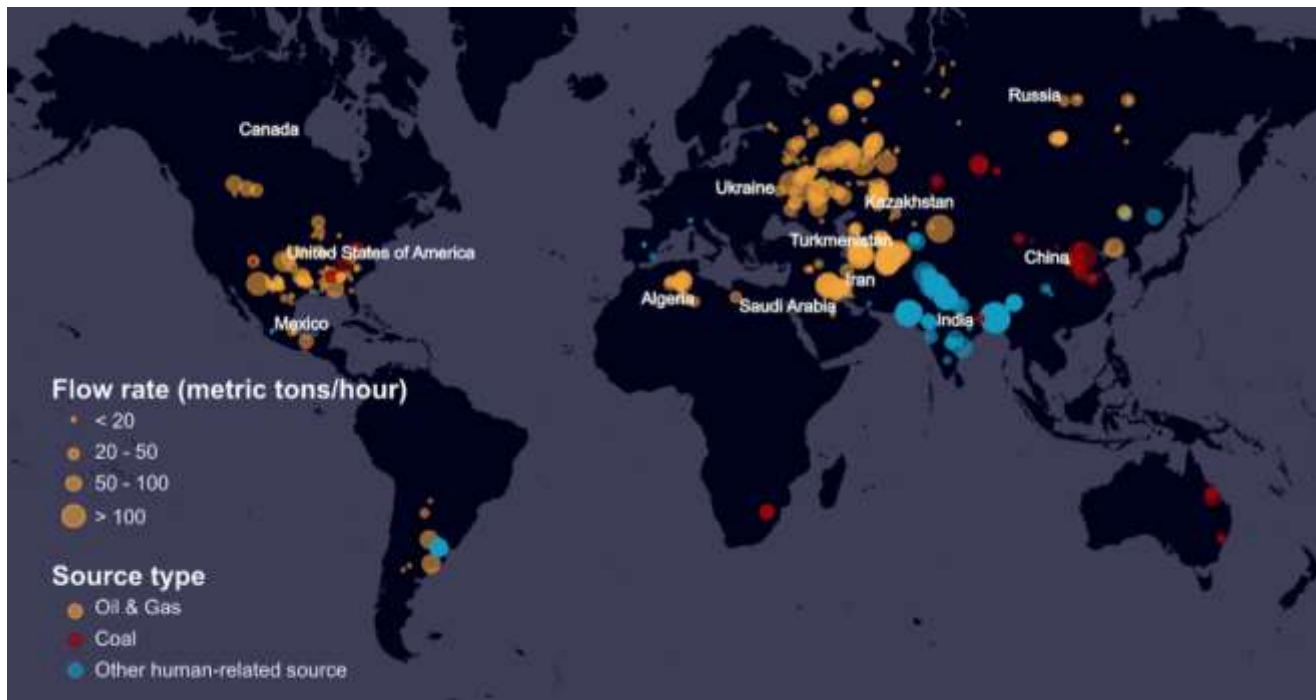 Russia
Canada
Ukraine
Kazakhstan
Turkmenistan
United States of America
China
Iran
Algeria
Saudi Arabia
India
Mexico
Flow rate (metric tons/hour)
< 20
20 - 50
50 - 100
> 100
Source type
Oil & Gas
Coal
Other human-related source